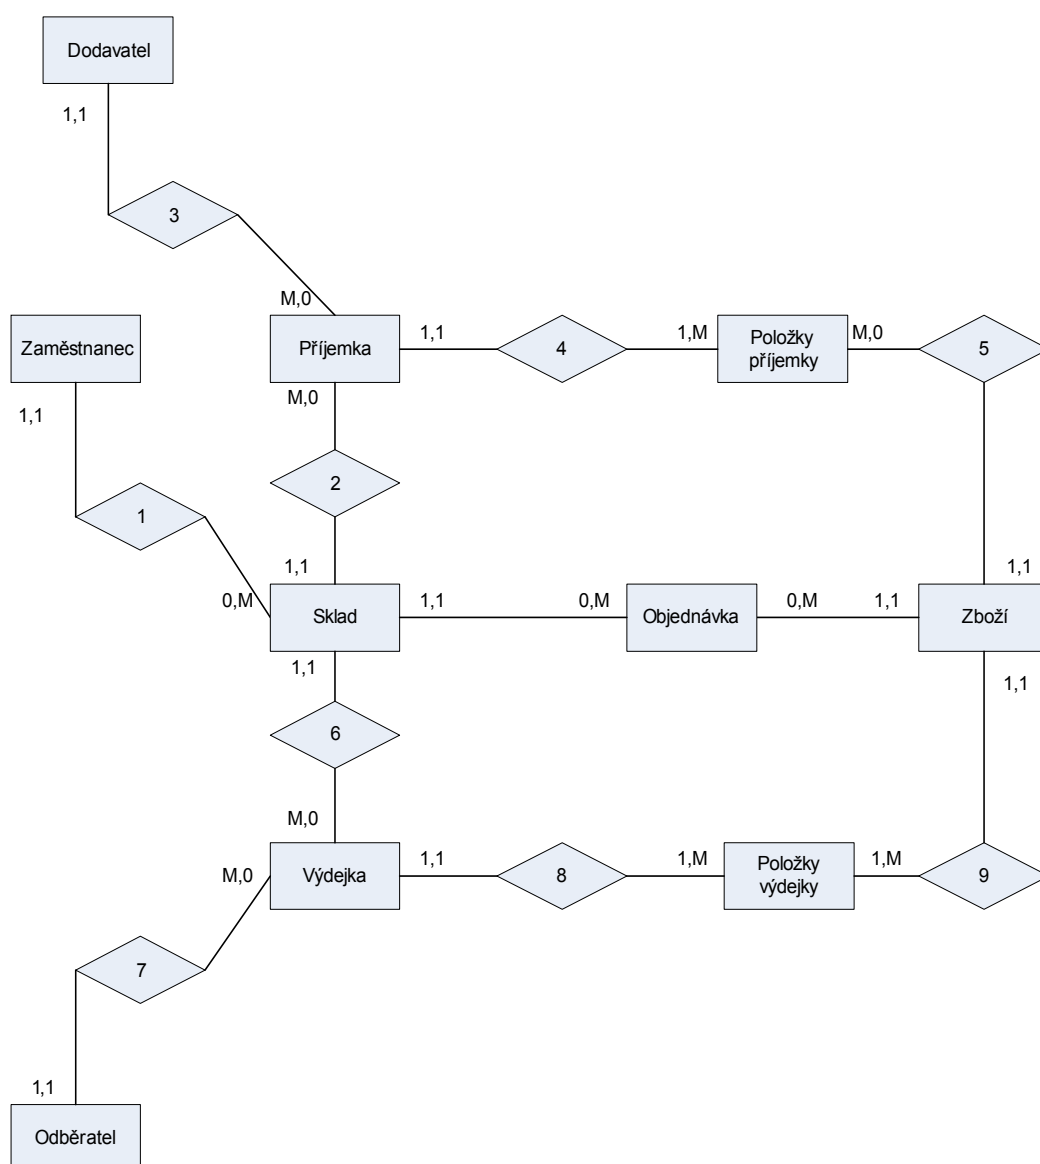 Dodavatel
1,1
3
M,0
Zaměstnanec
Příjemka
1,1
4
1,M
Položky
příjemky
M,0
5
1,1
M,0
2
1
1,1
1,1
0,M
Sklad
1,1
0,M
Objednávka
0,M
1,1
Zboží
1,1
1,1
6
M,0
M,0
Výdejka
1,1
8
1,M
Položky
výdejky
1,M
9
7
1,1
Odběratel